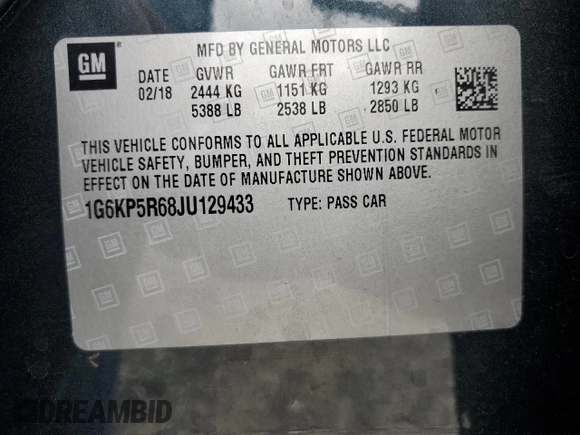 GM
MFD BY GENERAL MOTORS LLC
DATE GVWR GAWR FRT GAWR RR
02/18 2444 KG 1151 KG 1293 KG
5388 LB 2538 LB 2850 LB
THIS VEHICLE CONFORMS TO ALL APPLICABLE U.S. FEDERAL MOTOR
VEHICLE SAFETY, BUMPER, AND THEFT PREVENTION STANDARDS IN
EFFECT ON THE DATE OF MANUFACTURE SHOWN ABOVE.
1G6KP5R68JU129433 TYPE: PASS CAR
DREAMBID